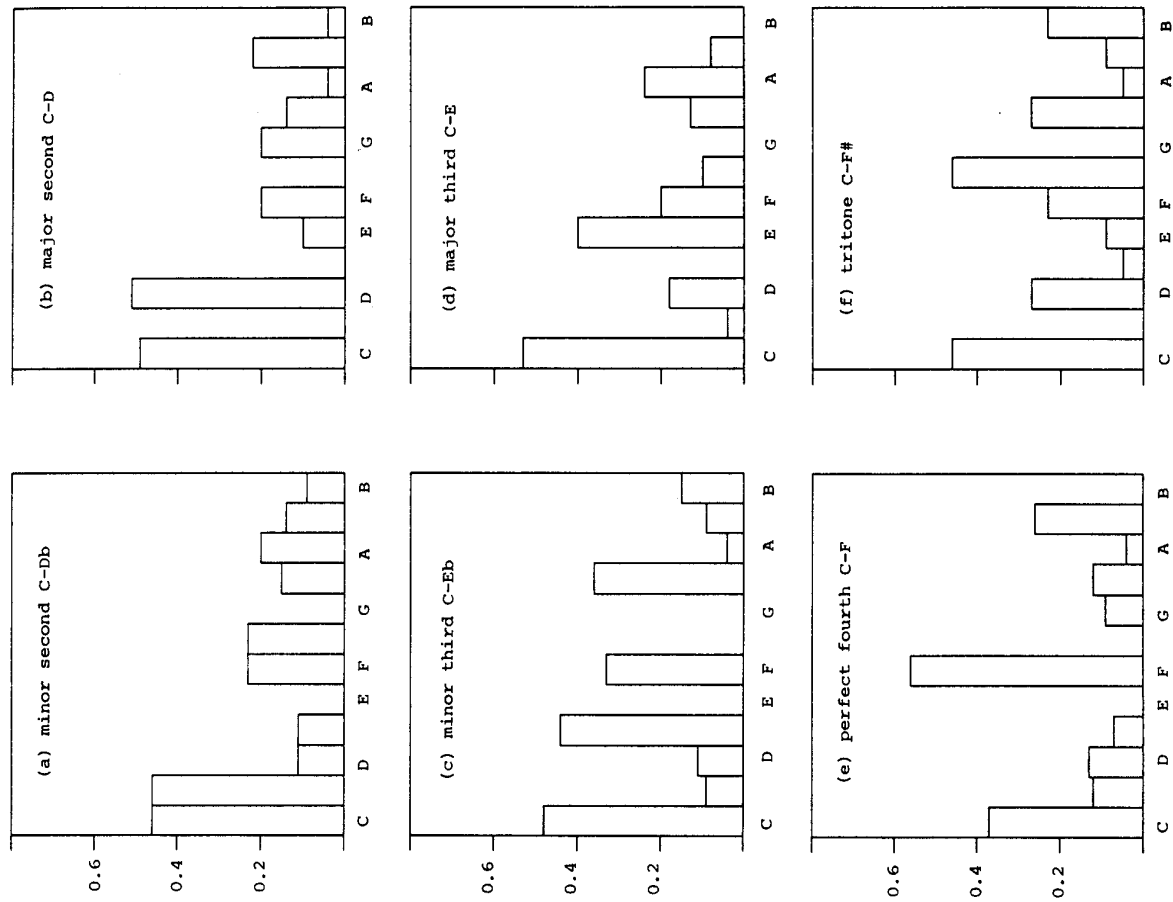 (a) minor second C-Db
0.6
0.4
0.2
C D E F G A B
(b) major second C-D
C D E F G A B
(c) minor third C-Eb
0.6
0.4
0.2
C D E F G A B
(d) major third C-E
C D E F G A B
(e) perfect fourth C-F
0.6
0.4
0.2
C D E F G A B
(f) tritone C-F#
C D E F G A B